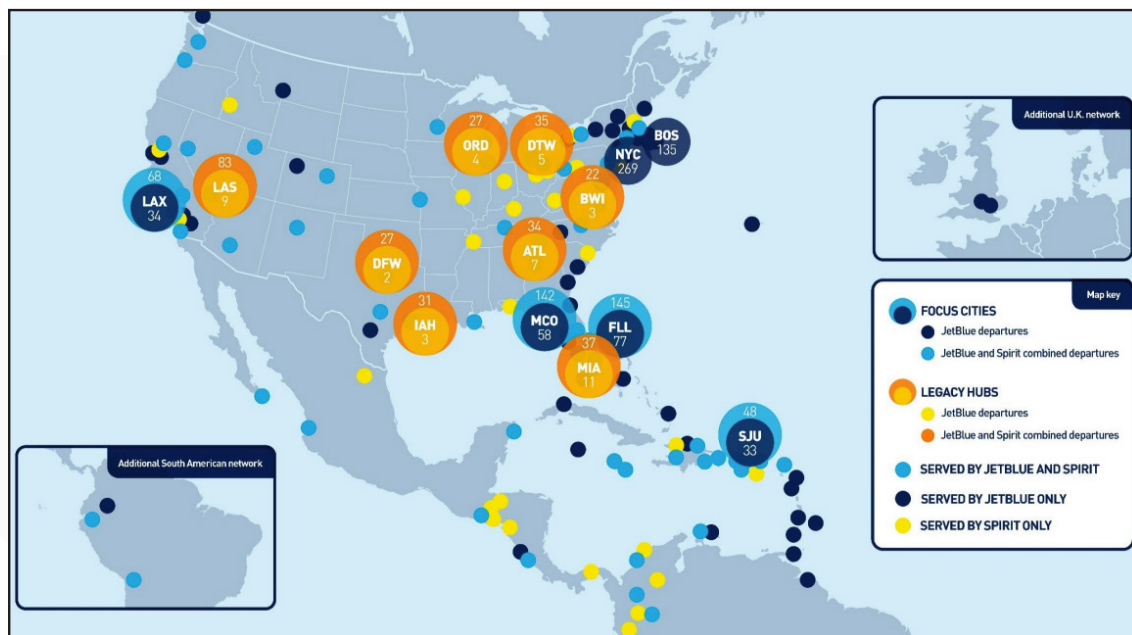 Additional U.K. network
27
ORD
4
35
DTW
5
BOS
135
NYC
269
83
LAS
9
68
LAX
34
22
BWI
3
34
ATL
7
27
DFW
2
31
IAH
3
142
MCO
58
145
FLL
77
37
MIA
11
48
SJU
33
Map key
FOCUS CITIES
JetBlue departures
JetBlue and Spirit combined departures
LEGACY HUBS
JetBlue departures
JetBlue and Spirit combined departures
SERVED BY JETBLUE AND SPIRIT
SERVED BY JETBLUE ONLY
SERVED BY SPIRIT ONLY
Additional South American network